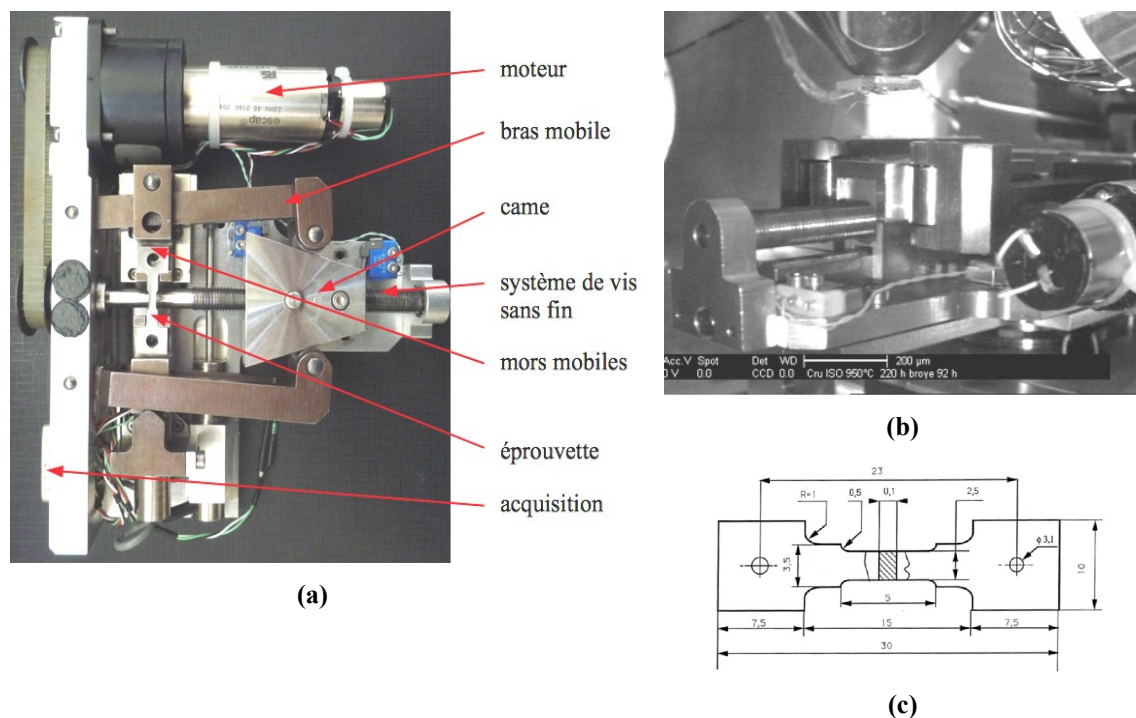 moteur
bras mobile
came
système de vis
sans fin
mors mobiles
éprouvette
acquisition
escap
(a)
Acc.V Spot Det WD 200 µm
0 V 0.0 CCD 0.0 Cru ISO 950°C 220 h broye 92 h
(b)
23
R=1 0,5 0,1 2,5
ϕ3,1
3,5
10
5
7,5 15 7,5
30
(c)